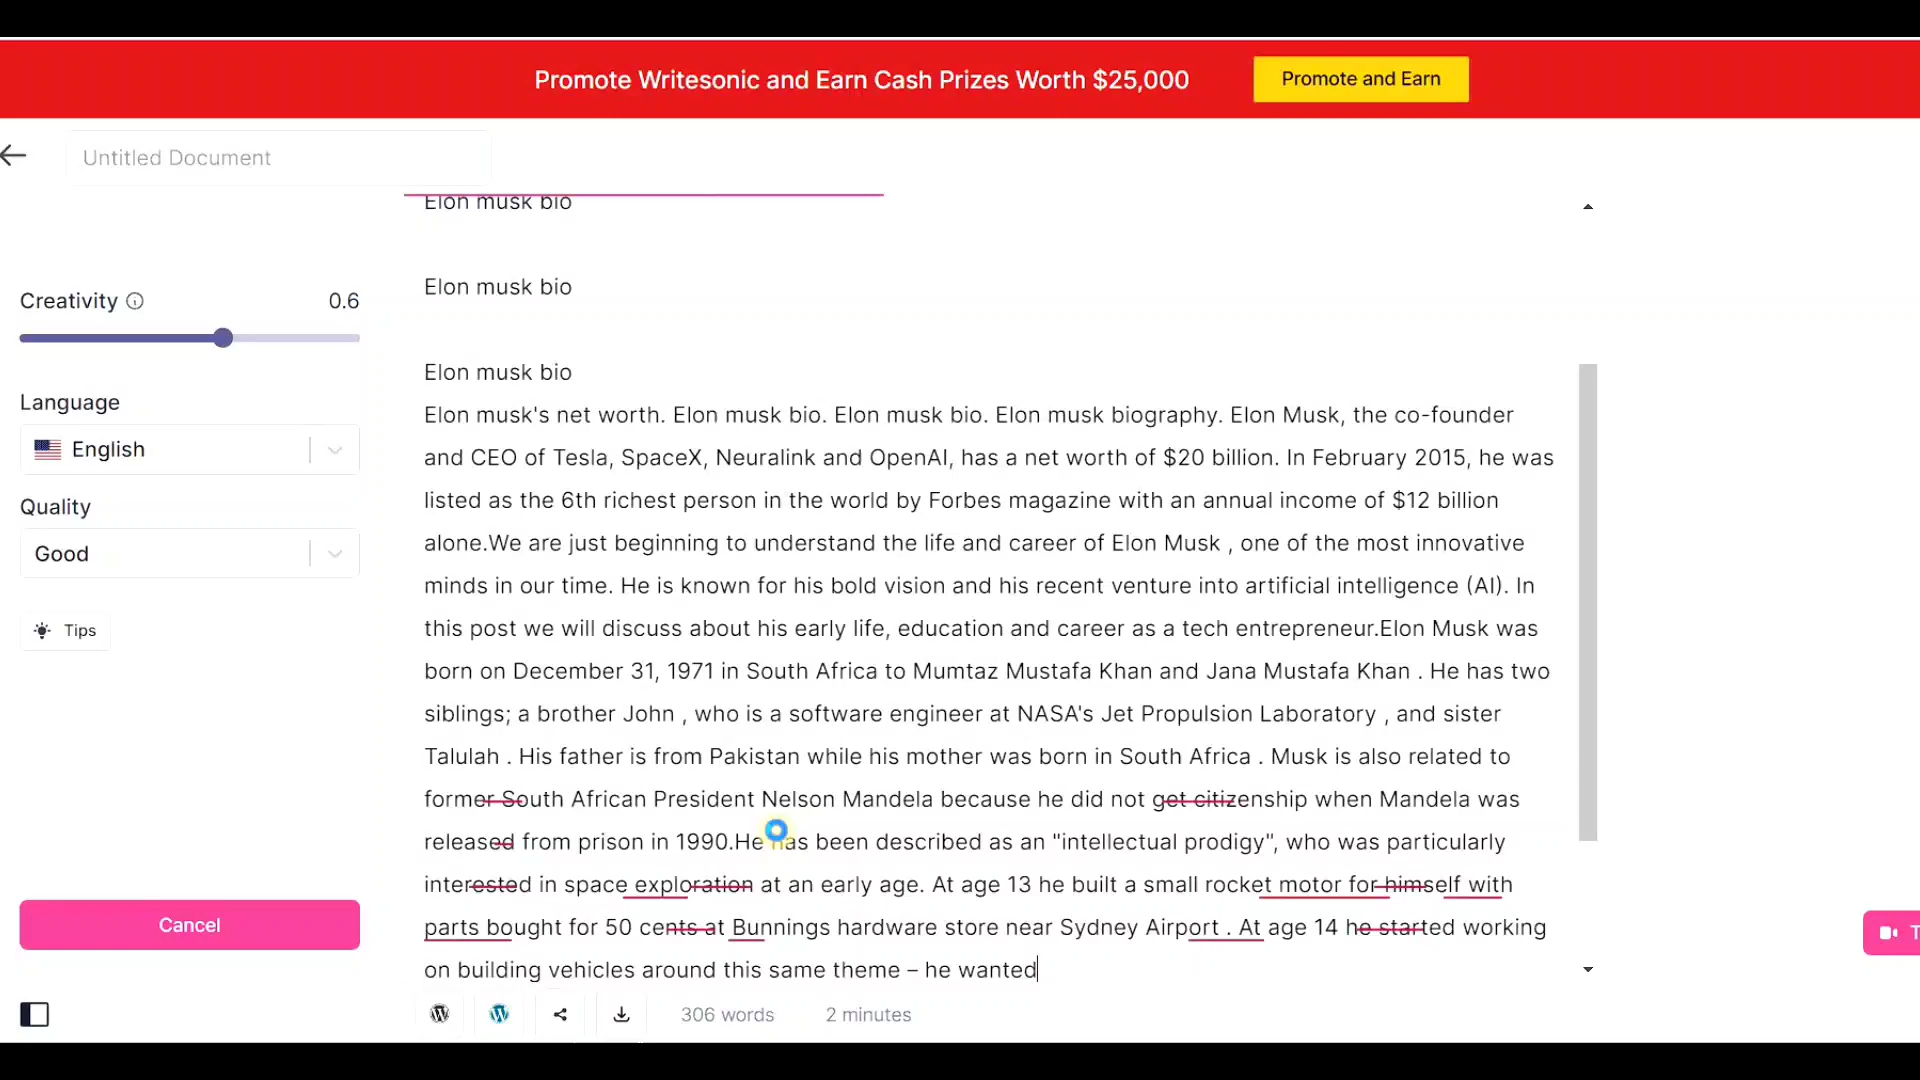 Promote Writesonic and Earn Cash Prizes Worth $25,000
Promote and Earn
Untitled Document
Elon musk bio
Creativity
0.6
Elon musk bio
Language
English
Quality
Good
Tips
Cancel
Elon musk bio
Elon musk's net worth. Elon musk bio. Elon musk bio. Elon musk biography. Elon Musk, the co-founder
and CEO of Tesla, SpaceX, Neuralink and OpenAI, has a net worth of $20 billion. In February 2015, he was
listed as the 6th richest person in the world by Forbes magazine with an annual income of $12 billion
alone.We are just beginning to understand the life and career of Elon Musk , one of the most innovative
minds in our time. He is known for his bold vision and his recent venture into artificial intelligence (AI). In
this post we will discuss about his early life, education and career as a tech entrepreneur.Elon Musk was
born on December 31, 1971 in South Africa to Mumtaz Mustafa Khan and Jana Mustafa Khan . He has two
siblings; a brother John , who is a software engineer at NASA's Jet Propulsion Laboratory , and sister
Talulah . His father is from Pakistan while his mother was born in South Africa . Musk is also related to
former South African President Nelson Mandela because he did not get citizenship when Mandela was
released from prison in 1990.He has been described as an "intellectual prodigy", who was particularly
interested in space exploration at an early age. At age 13 he built a small rocket motor for himself with
parts bought for 50 cents at Bunnings hardware store near Sydney Airport . At age 14 he started working
on building vehicles around this same theme – he wanted
T
306 words
2 minutes